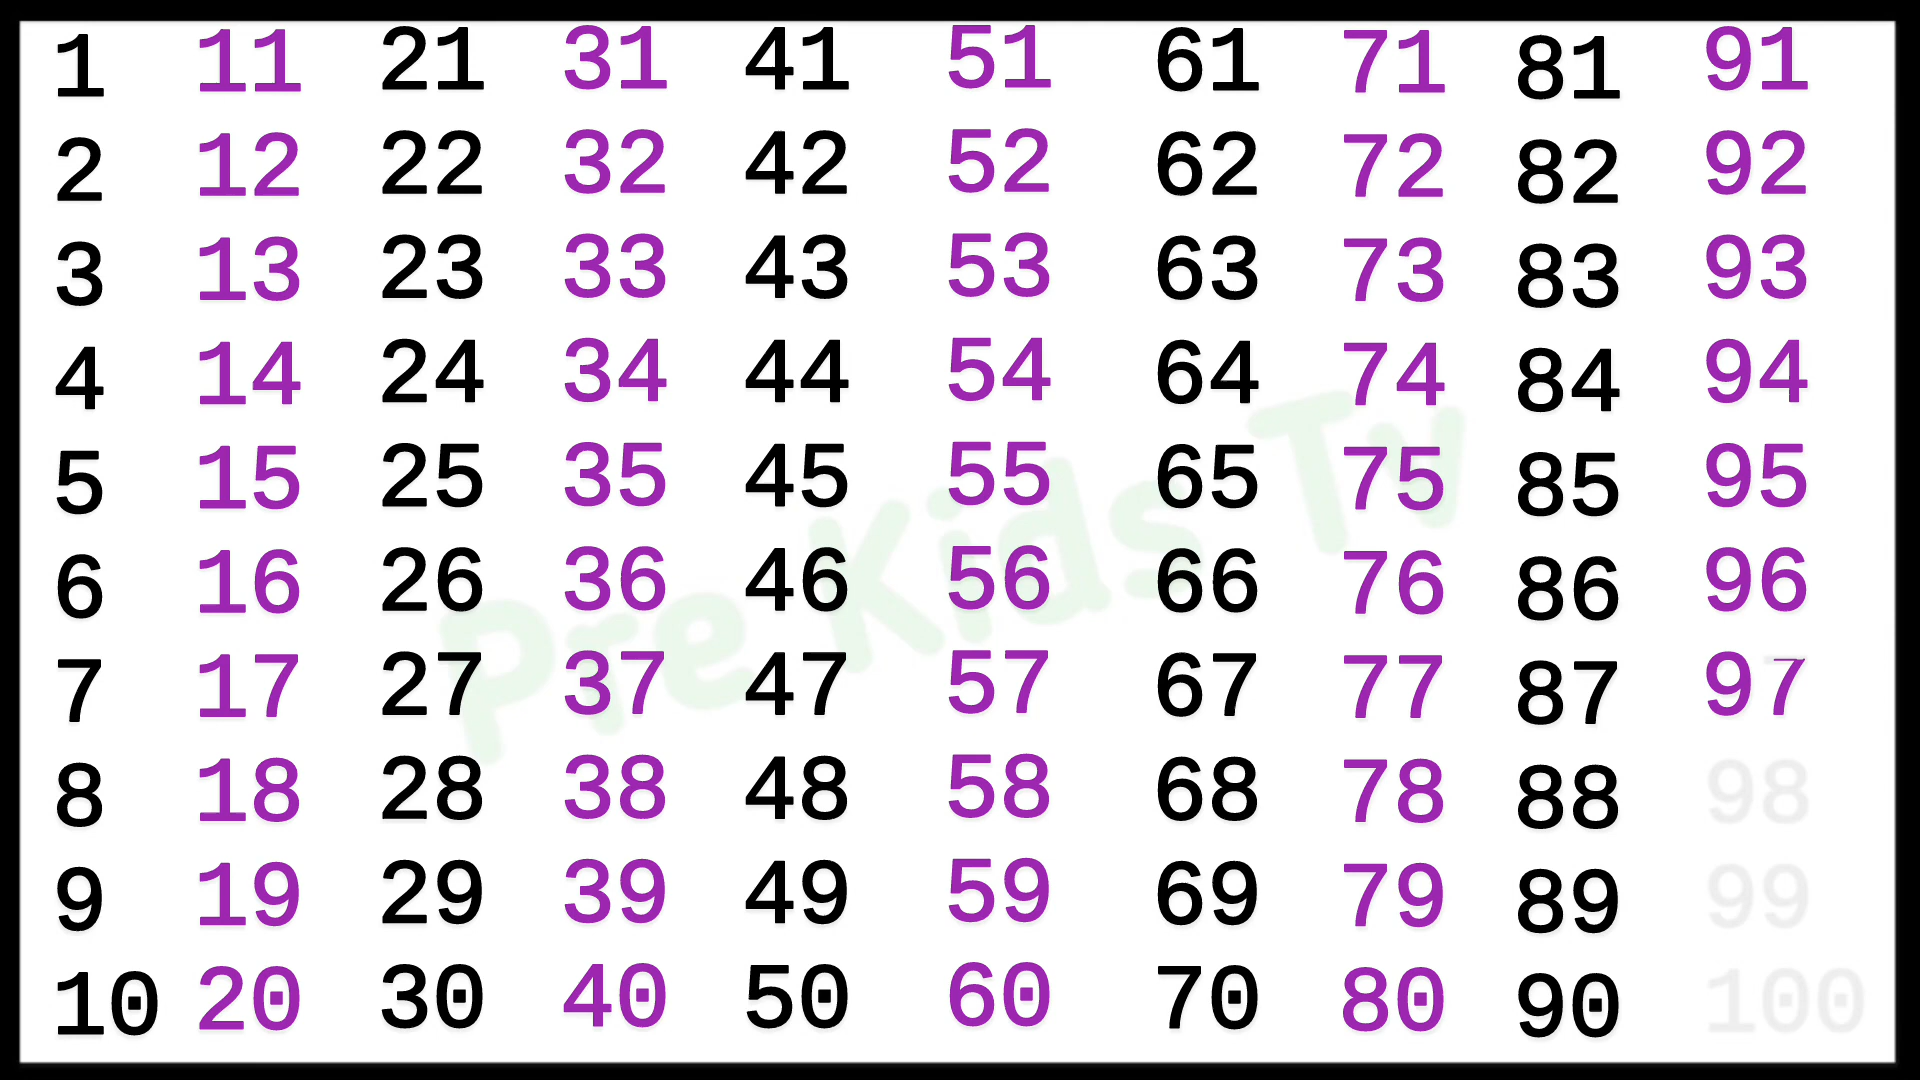 1 11 21 31 41 51 61 71 81 91
2 12 22 32 42 52 62 72 82 92
3 13 23 33 43 53 63 73 83 93
4 14 24 34 44 54 64 74 84 94
5 15 25 35 45 55 65 75 85 95
6 16 26 36 46 56 66 76 86 96
7 17 27 37 47 57 67 77 87 97
8 18 28 38 48 58 68 78 88 98
9 19 29 39 49 59 69 79 89 99
10 20 30 40 50 60 70 80 90 100
Pre Kids Tv